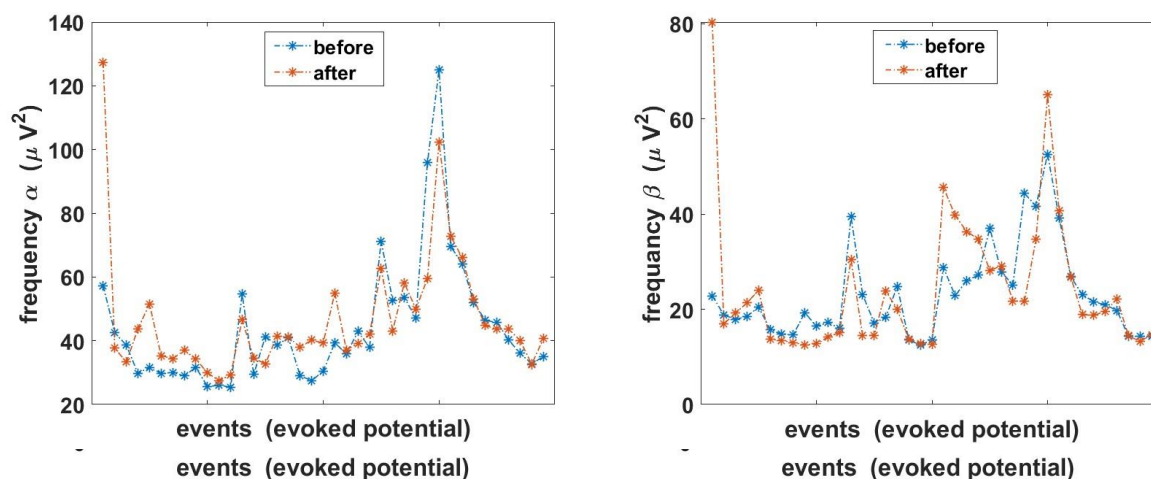 140
120
100
80
60
40
20
frequency α (μ V²)
before
after
events (evoked potential)
events (evoked potential)
80
60
40
20
0
frequancy β (μ V²)
before
after
events (evoked potential)
events (evoked potential)